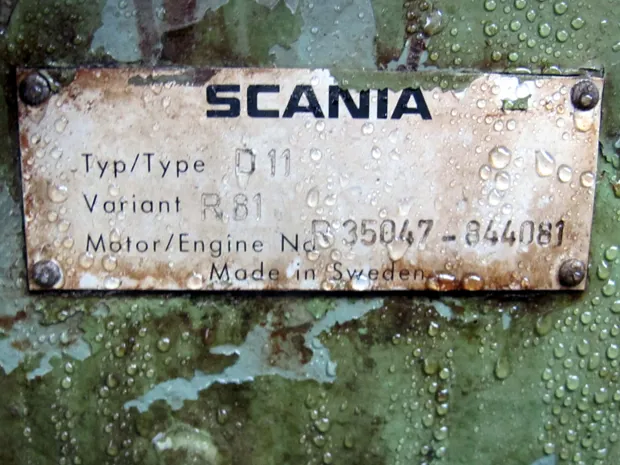 SCANIA
Typ/Type D 11
Variant R 81
Motor/Engine No 35047-844081
Made in Sweden